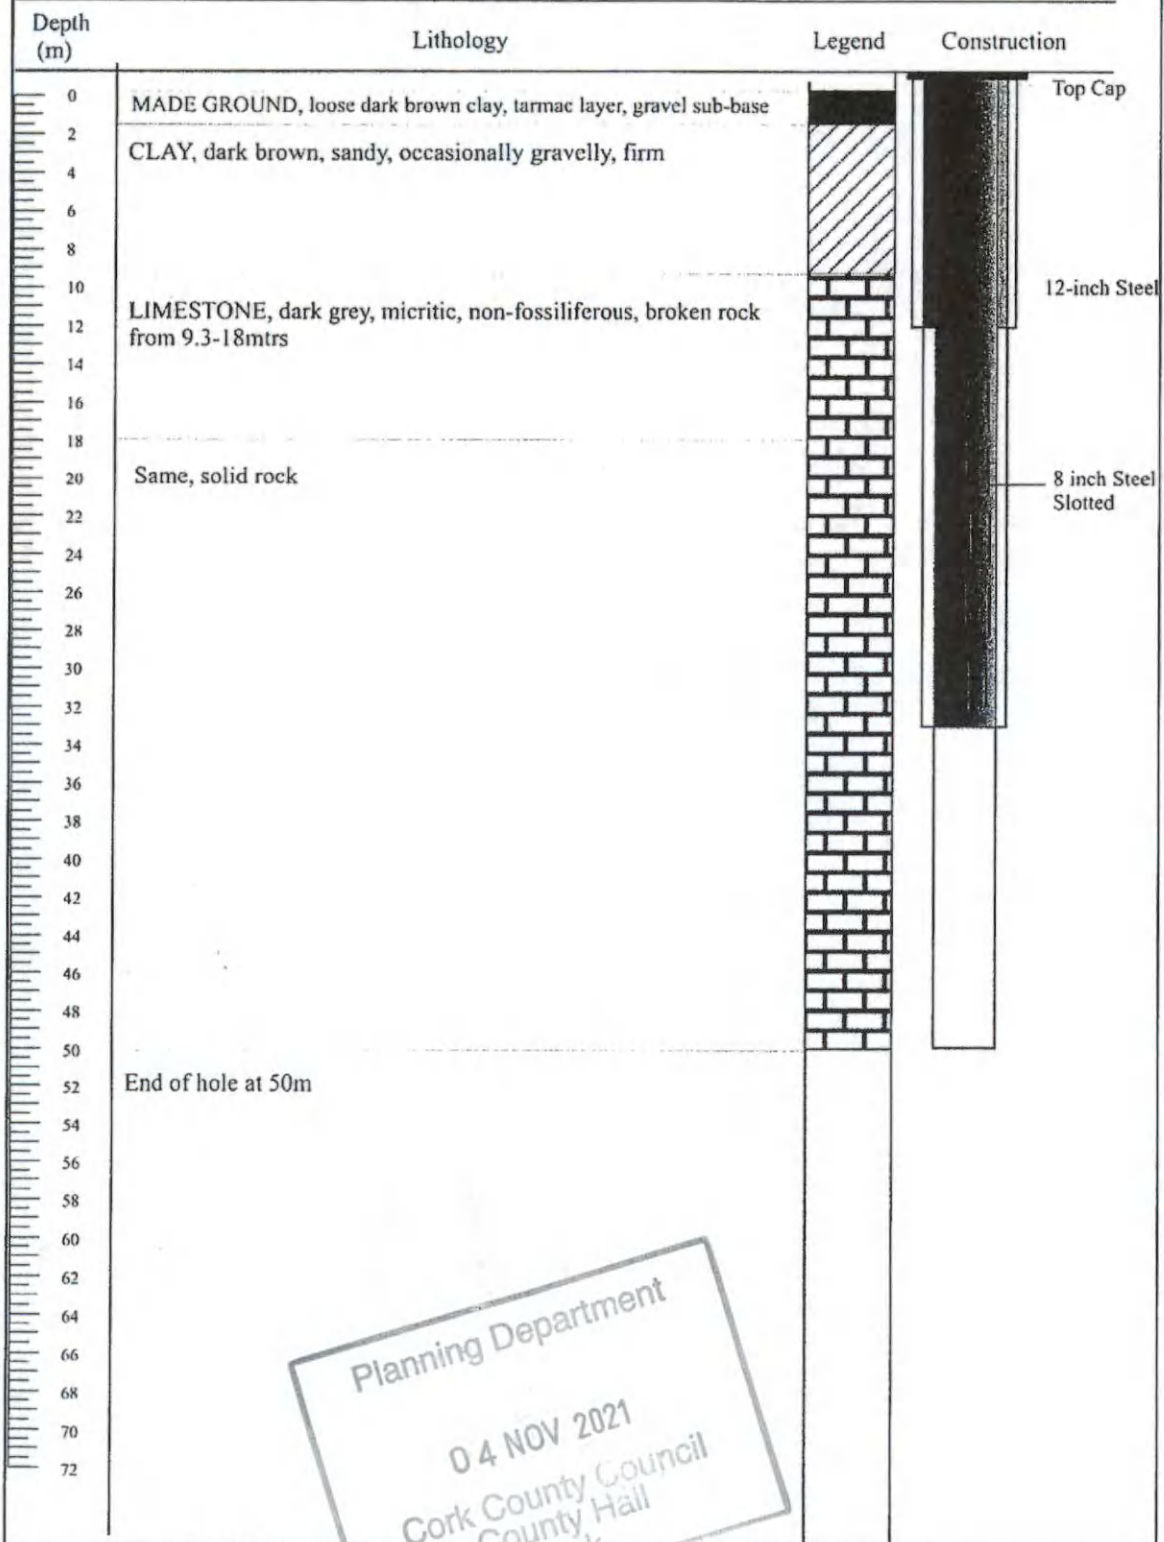 Depth
(m)
Lithology
Legend
Construction
0
MADE GROUND, loose dark brown clay, tarmac layer, gravel sub-base
Top Cap
2
CLAY, dark brown, sandy, occasionally gravelly, firm
4
6
8
10
12-inch Steel
LIMESTONE, dark grey, micritic, non-fossiliferous, broken rock
from 9.3-18mtrs
12
14
16
18
20
Same, solid rock
8 inch Steel
Slotted
22
24
26
28
30
32
34
36
38
40
42
44
46
48
50
52
End of hole at 50m
54
56
58
60
62
64
66
68
70
72
Planning Department
04 NOV 2021
Cork County Council
County Hall